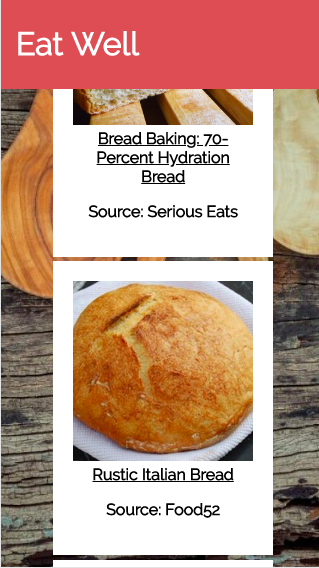 Eat Well
Bread Baking: 70-
Percent Hydration
Bread
Source: Serious Eats
Rustic Italian Bread
Source: Food52